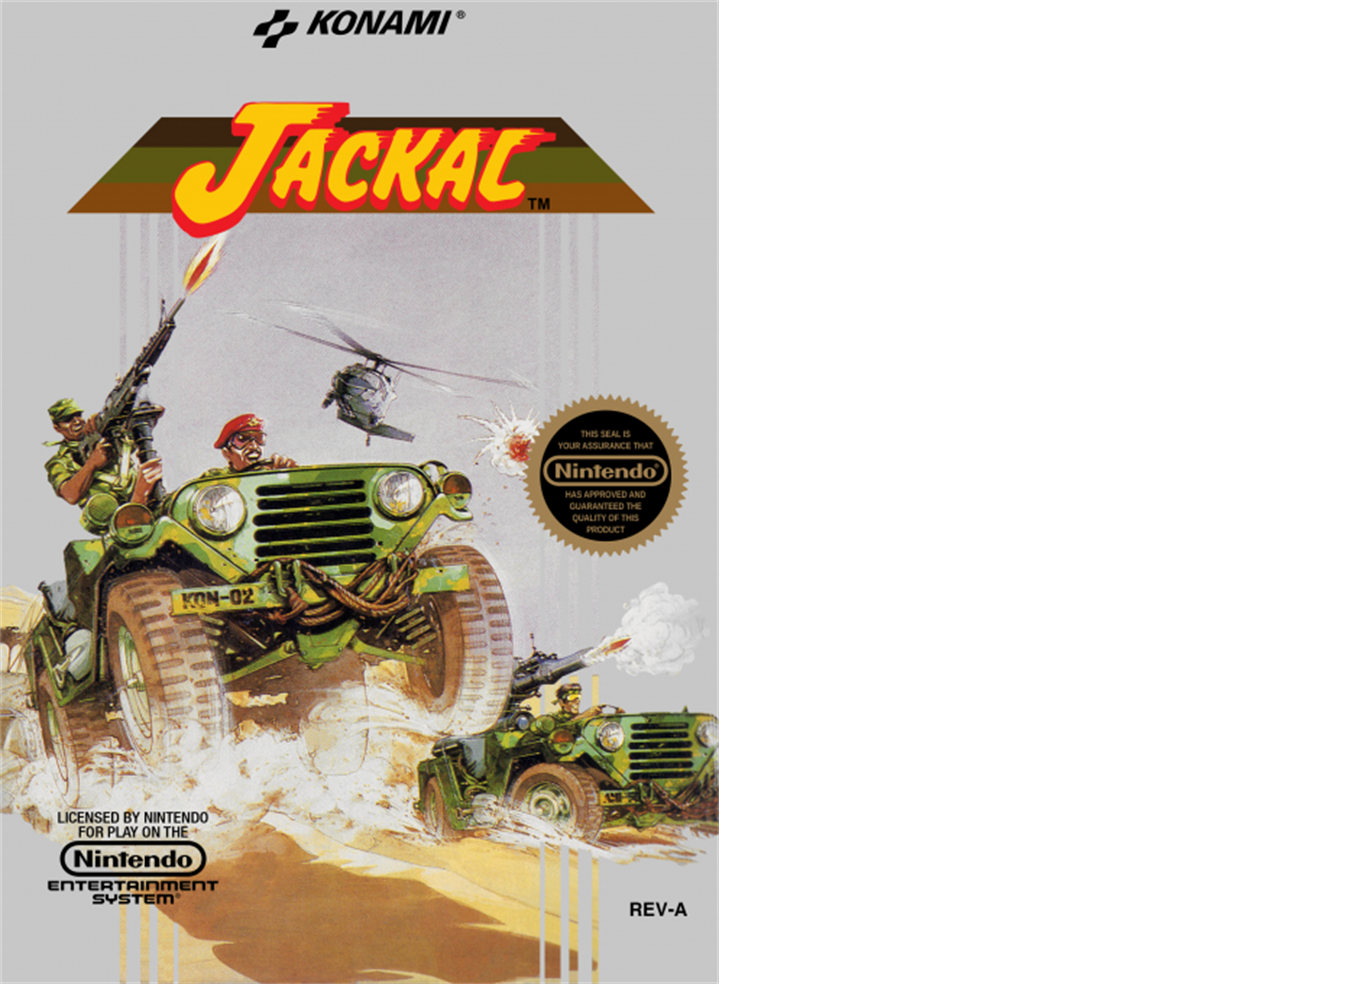 KONAMI®
JACKAL
TM
THIS SEAL IS
YOUR ASSURANCE THAT
Nintendo®
HAS APPROVED AND
GUARANTEED THE
QUALITY OF THIS
PRODUCT
KON-02
LICENSED BY NINTENDO
FOR PLAY ON THE
Nintendo
ENTERTAINMENT
SYSTEM®
REV-A